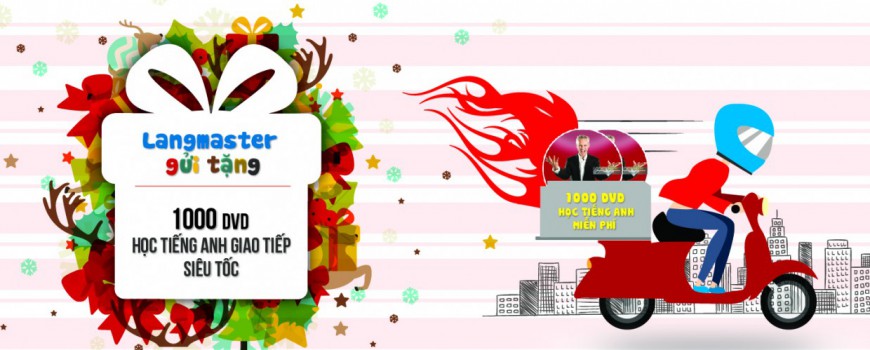 Langmaster
gửi tặng
1000 DVD
HỌC TIẾNG ANH GIAO TIẾP
SIÊU TỐC
1000 DVD
HỌC TIẾNG ANH
MIỄN PHÍ